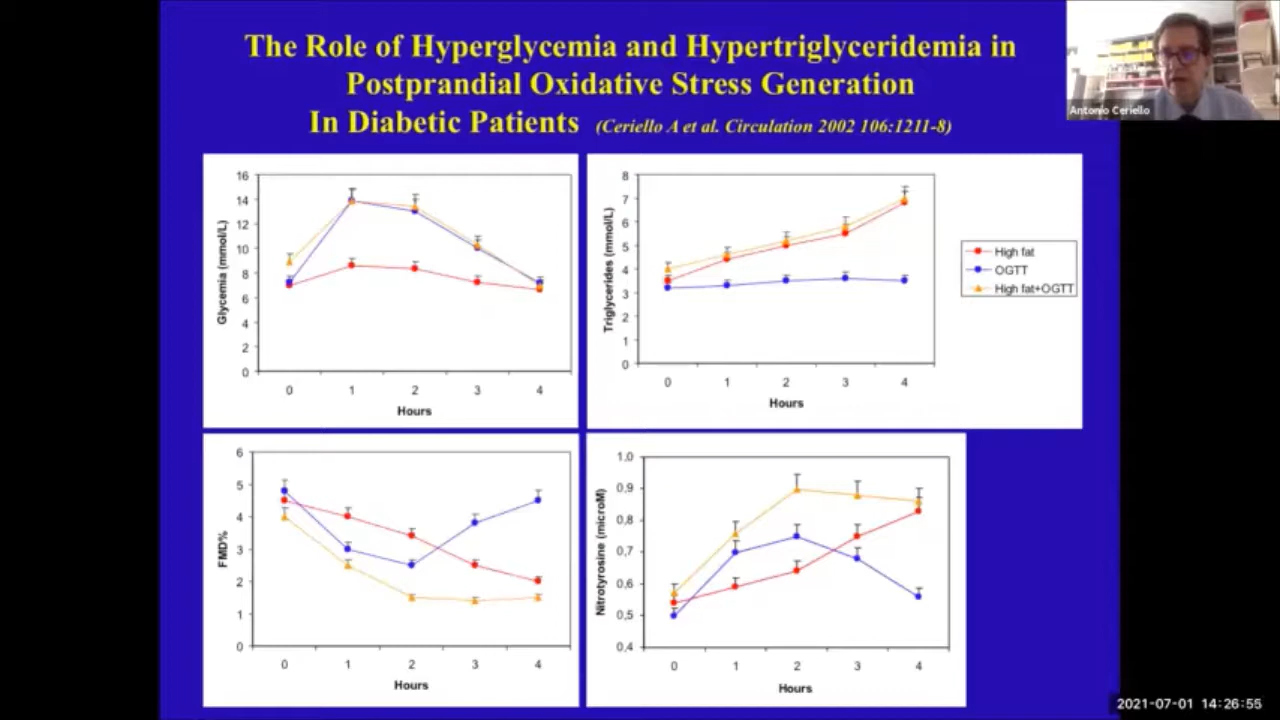 The Role of Hyperglycemia and Hypertriglyceridemia in
Postprandial Oxidative Stress Generation
In Diabetic Patients (Ceriello A et al. Circulation 2002 106:1211-8)
Antonio Ceriello
16
14
12
10
8
6
4
2
0
Glycemia (mmol/L)
0 1 2 3 4
Hours
8
7
6
5
4
3
2
1
0
Triglycerides (mmol/L)
0 1 2 3 4
Hours
High fat
OGTT
High fat+OGTT
6
5
4
3
2
1
0
FMD%
0 1 2 3 4
Hours
1,0
0,9
0,8
0,7
0,6
0,5
0,4
Nitrotyrosine (microM)
0 1 2 3 4
Hours
2021-07-01 14:26:55